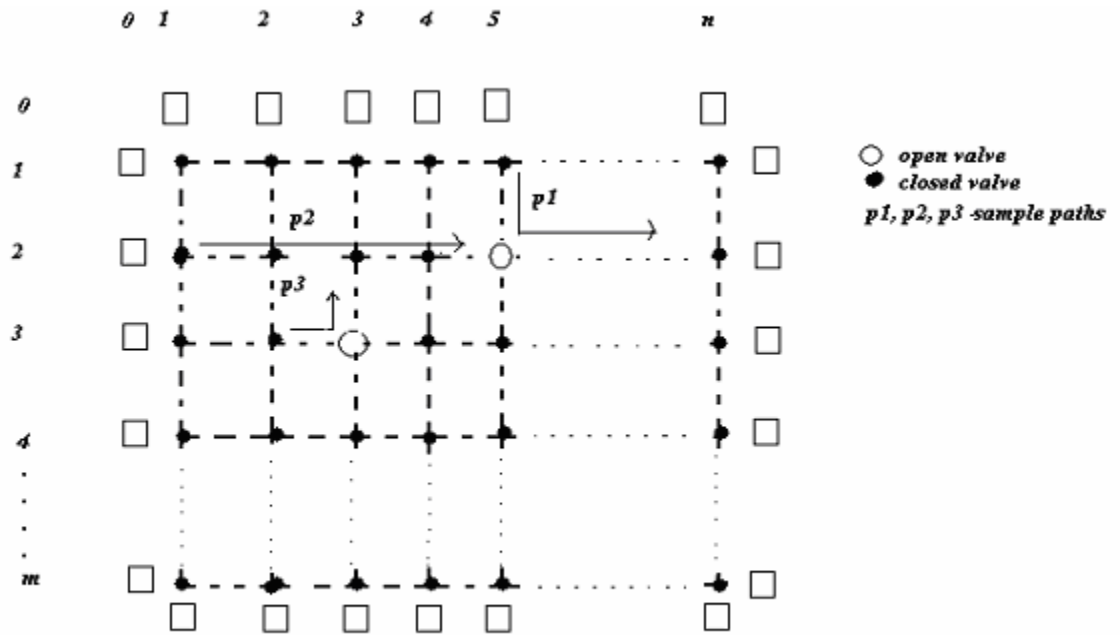 0 1 2 3 4 5 n
0
1
open valve
closed valve
p1
p2
p1, p2, p3 -sample paths
2
p3
3
4
.
.
.
.
m